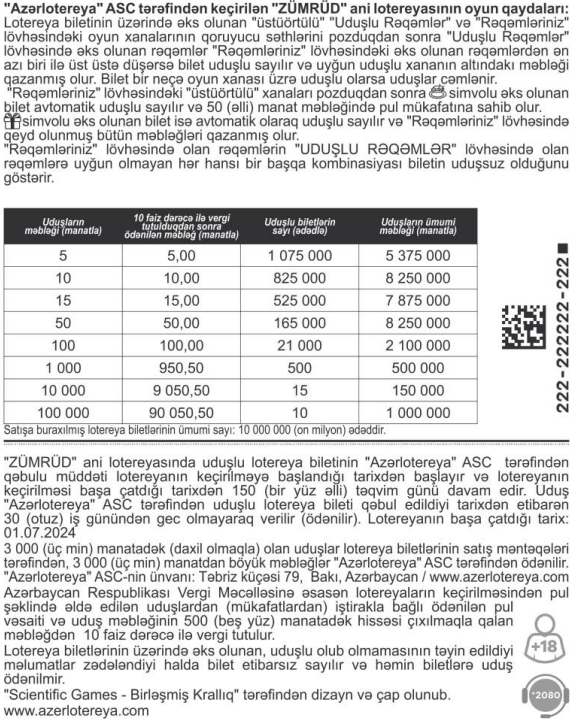 "Azərlotereya" ASC tərəfindən keçirilən "ZÜMRÜD" ani lotereyasının oyun qaydaları:
Lotereya biletinin üzərində əks olunan "üstüörtülü" "Uduşlu Rəqəmlər" və "Rəqəmləriniz"
lövhəsindəki oyun xanalarının qoruyucu səthlərini pozduqdan sonra "Uduşlu Rəqəmlər"
lövhəsində əks olunan rəqəmlər "Rəqəmləriniz" lövhəsindəki əks olunan rəqəmlərdən ən
azı biri ilə üst üstə düşərsə bilet uduşlu sayılır və uyğun uduşlu xananın altındakı məbləği
qazanmış olur. Bilet bir neçə oyun xanası üzrə uduşlu olarsa uduşlar cəmlənir.
"Rəqəmləriniz" lövhəsindəki "üstüörtülü" xanaları pozduqdan sonra simvolu əks olunan
bilet avtomatik uduşlu sayılır və 50 (əlli) manat məbləğində pul mükafatına sahib olur.
simvolu əks olunan bilet isə avtomatik olaraq uduşlu sayılır və "Rəqəmləriniz" lövhəsində
qeyd olunmuş bütün məbləğləri qazanmış olur.
"Rəqəmləriniz" lövhəsində olan rəqəmlərin "UDUŞLU RƏQƏMLƏR" lövhəsində olan
rəqəmlərə uyğun olmayan hər hansı bir başqa kombinasiyası biletin uduşsuz olduğunu
göstərir.
Uduşların məbləği (manatla) 10 faiz dərəcə ilə vergi tutulduqdan sonra ödənilən məbləğ (manatla) Uduşlu biletlərin sayı (ədədlə) Uduşların ümumi məbləği (manatla)
5 5,00 1 075 000 5 375 000
10 10,00 825 000 8 250 000
15 15,00 525 000 7 875 000
50 50,00 165 000 8 250 000
100 100,00 21 000 2 100 000
1 000 950,50 500 500 000
10 000 9 050,50 15 150 000
100 000 90 050,50 10 1 000 000
Satışa buraxılmış lotereya biletlərinin ümumi sayı: 10 000 000 (on milyon) ədəddir.
222-222222-222
"ZÜMRÜD" ani lotereyasında uduşlu lotereya biletinin "Azərlotereya" ASC tərəfindən
qəbulu müddəti lotereyanın keçirilməyə başlandığı tarixdən başlayır və lotereyanın
keçirilməsi başa çatdığı tarixdən 150 (bir yüz əlli) təqvim günü davam edir. Uduş
"Azərlotereya" ASC tərəfindən uduşlu lotereya bileti qəbul edildiyi tarixdən etibarən
30 (otuz) iş günündən gec olmayaraq verilir (ödənilir). Lotereyanın başa çatdığı tarix:
01.07.2024
3 000 (üç min) manatadək (daxil olmaqla) olan uduşlar lotereya biletlərinin satış məntəqələri
tərəfindən, 3 000 (üç min) manatdan böyük məbləğlər "Azərlotereya" ASC tərəfindən ödənilir.
"Azərlotereya" ASC-nin ünvanı: Təbriz küçəsi 79, Bakı, Azərbaycan / www.azerlotereya.com
Azərbaycan Respublikası Vergi Məcəlləsinə əsasən lotereyaların keçirilməsindən pul
şəklində əldə edilən uduşlardan (mükafatlardan) iştirakla bağlı ödənilən pul
vəsaiti və uduş məbləğinin 500 (beş yüz) manatadək hissəsi çıxılmaqla qalan
məbləğdən 10 faiz dərəcə ilə vergi tutulur.
Lotereya biletlərinin üzərində əks olunan, uduşlu olub olmamasının təyin edildiyi
məlumatlar zədələndiyi halda bilet etibarsız sayılır və həmin biletlərə uduş
ödənilmir.
"Scientific Games - Birləşmiş Krallıq" tərəfindən dizayn və çap olunub.
www.azerlotereya.com
+18
*2080